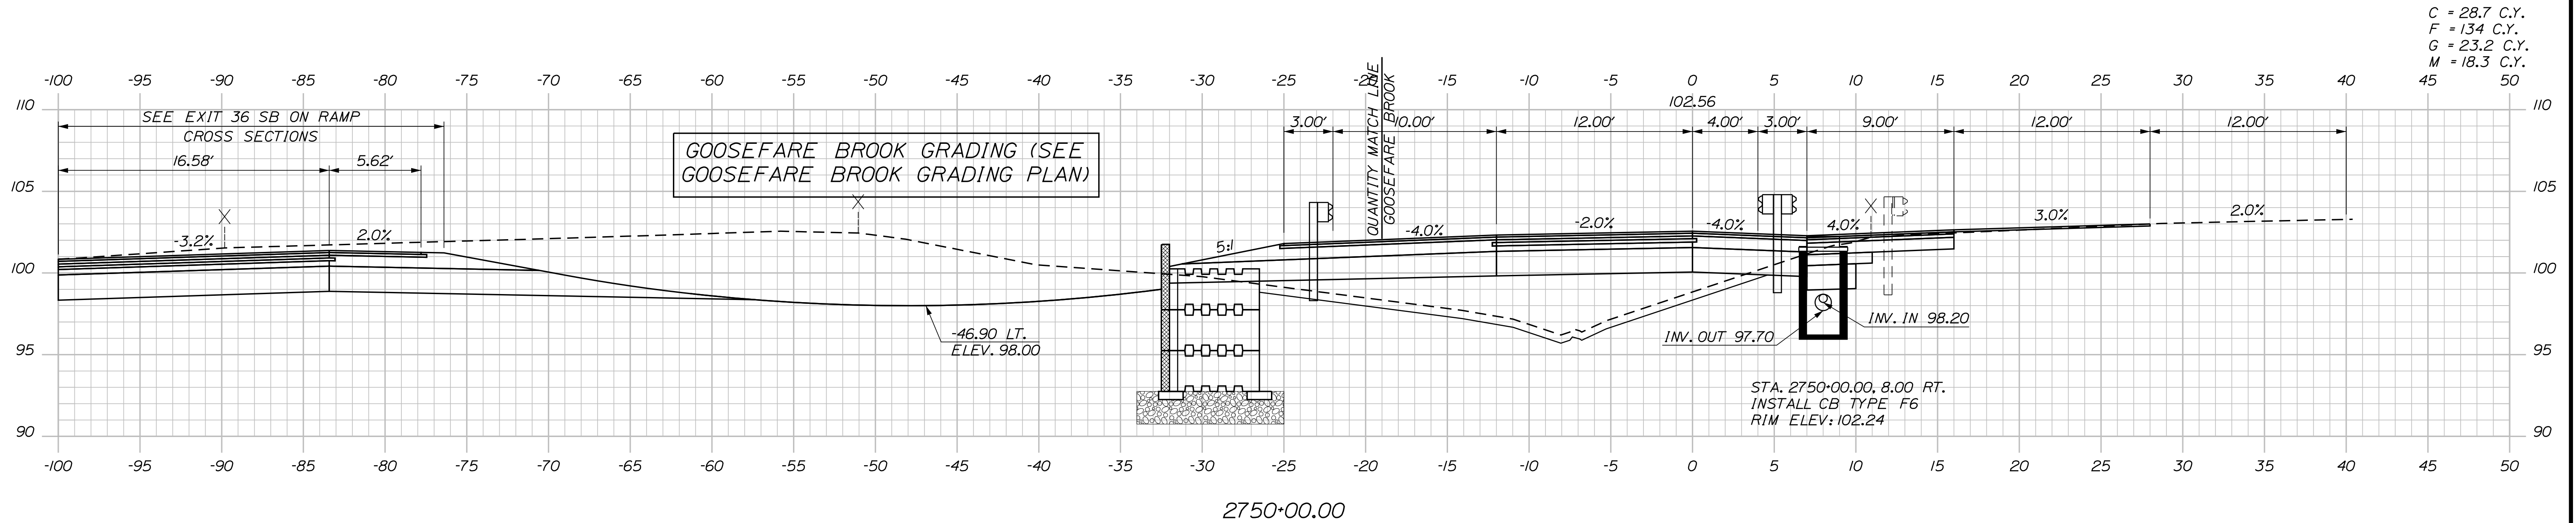 C = 28.7 C.Y.
F = 134 C.Y.
G = 23.2 C.Y.
M = 18.3 C.Y.
-100 -95 -90 -85 -80 -75 -70 -65 -60 -55 -50 -45 -40 -35 -30 -25 -20 -15 -10 -5 0 5 10 15 20 25 30 35 40 45 50
102.56
110 110
SEE EXIT 36 SB ON RAMP
CROSS SECTIONS
3.00' 10.00' 12.00' 4.00' 3.00' 9.00' 12.00' 12.00'
QUANTITY MATCH LINE
GOOSEFARE BROOK
GOOSEFARE BROOK GRADING (SEE
GOOSEFARE BROOK GRADING PLAN)
16.58' 5.62'
105 105
X X X
-3.2% 2.0% 5:1 -4.0% -2.0% -4.0% 4.0% 3.0% 2.0%
100 100
INV. IN 98.20
-46.90 LT.
ELEV. 98.00
INV. OUT 97.70
95 95
STA. 2750+00.00, 8.00 RT.
INSTALL CB TYPE F6
RIM ELEV: 102.24
90 90
-100 -95 -90 -85 -80 -75 -70 -65 -60 -55 -50 -45 -40 -35 -30 -25 -20 -15 -10 -5 0 5 10 15 20 25 30 35 40 45 50
2750+00.00